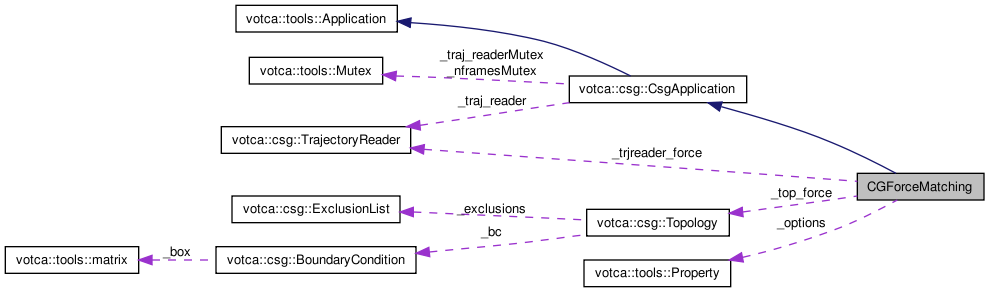 votca::tools::Application
_traj_readerMutex
votca::tools::Mutex
_nframesMutex
votca::csg::CsgApplication
_traj_reader
votca::csg::TrajectoryReader
_trjreader_force
CGForceMatching
_top_force
votca::csg::ExclusionList
_exclusions
votca::csg::Topology
_options
_bc
votca::tools::matrix
_box
votca::csg::BoundaryCondition
votca::tools::Property